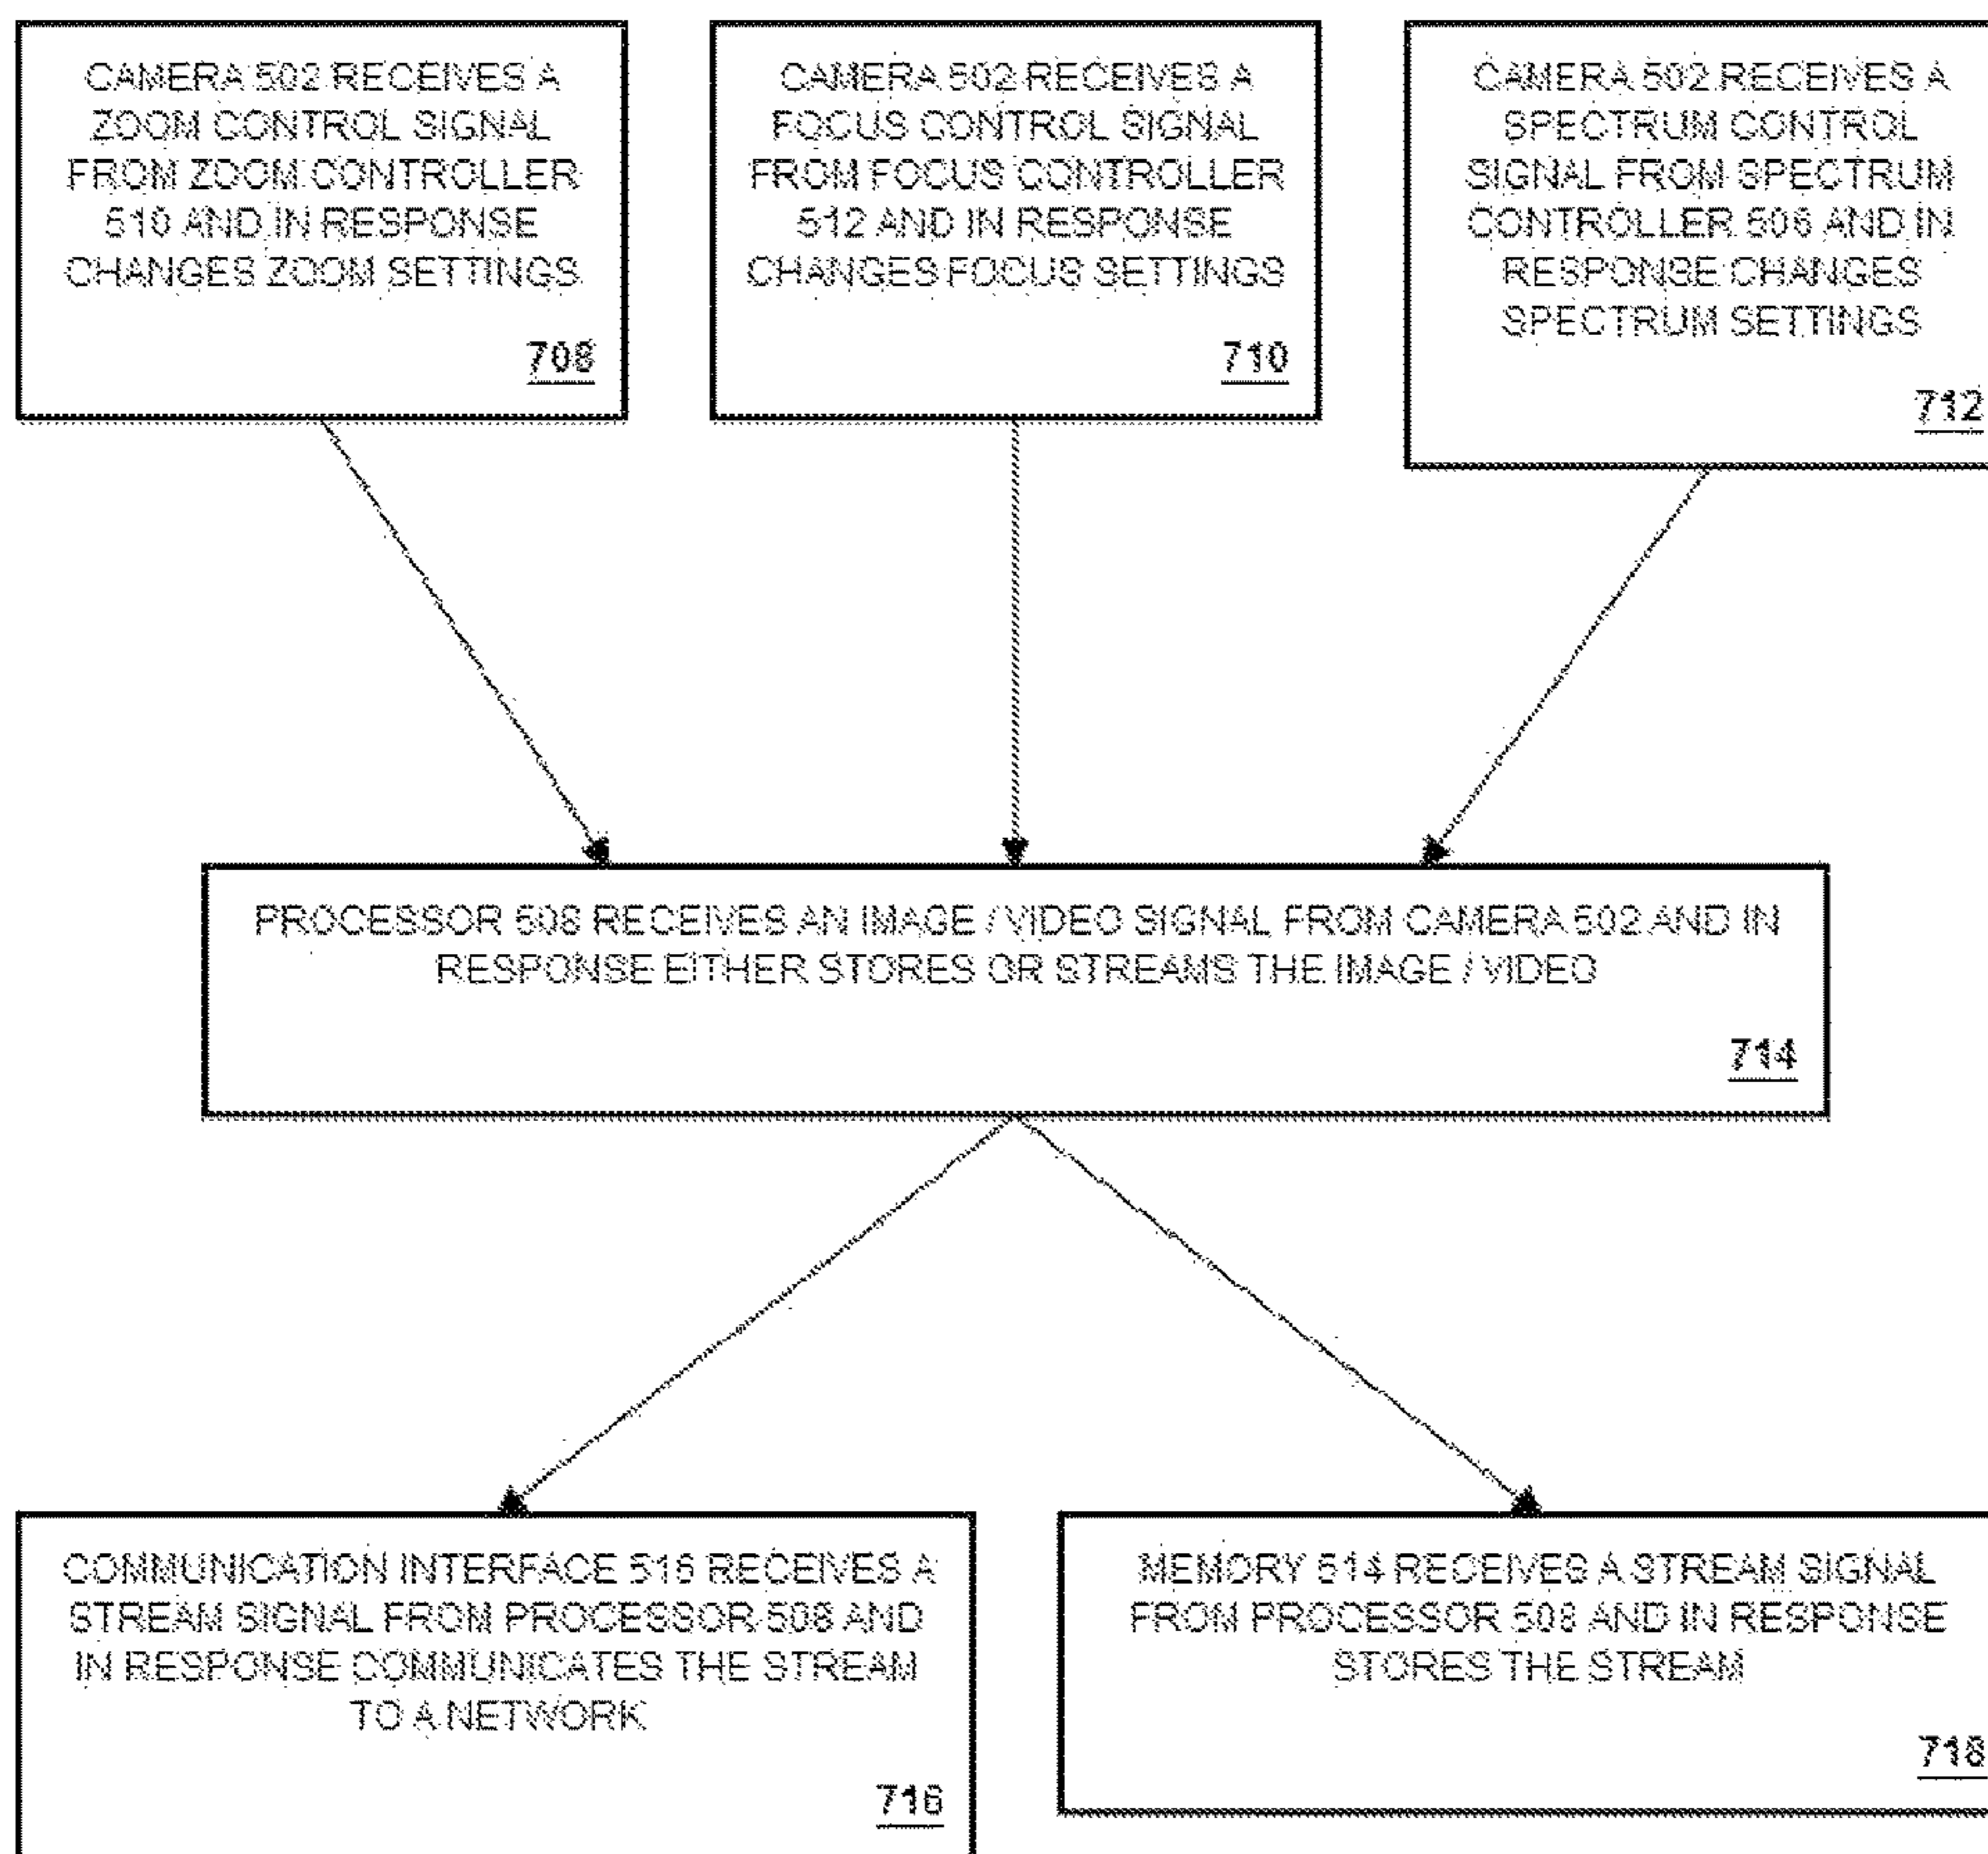 CAMERA 502 RECEIVES A
ZOOM CONTROL SIGNAL
FROM ZOOM CONTROLLER
510 AND IN RESPONSE
CHANGES ZOOM SETTINGS
708
CAMERA 502 RECEIVES A
FOCUS CONTROL SIGNAL
FROM FOCUS CONTROLLER
512 AND IN RESPONSE
CHANGES FOCUS SETTINGS
710
CAMERA 502 RECEIVES A
SPECTRUM CONTROL
SIGNAL FROM SPECTRUM
CONTROLLER 506 AND IN
RESPONSE CHANGES
SPECTRUM SETTINGS
712
PROCESSOR 508 RECEIVES AN IMAGE / VIDEO SIGNAL FROM CAMERA 502 AND IN
RESPONSE EITHER STORES OR STREAMS THE IMAGE / VIDEO
714
COMMUNICATION INTERFACE 516 RECEIVES A
STREAM SIGNAL FROM PROCESSOR 508 AND
IN RESPONSE COMMUNICATES THE STREAM
TO A NETWORK
716
MEMORY 514 RECEIVES A STREAM SIGNAL
FROM PROCESSOR 508 AND IN RESPONSE
STORES THE STREAM
718